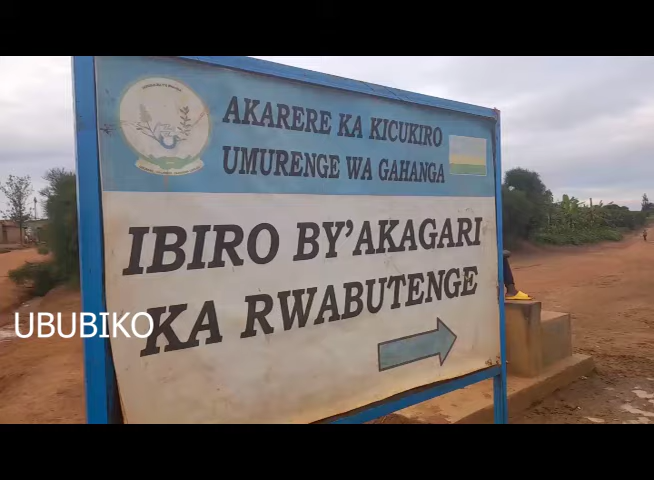 AKARERE KA KICUKIRO
UMURENGE WA GAHANGA
IBIRO BY'AKAGARI
KA RWABUTENGE
UBUBIKO